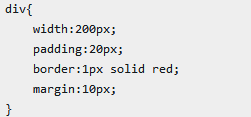 div{
    width:200px;
    padding:20px;
    border:1px solid red;
    margin:10px;
}